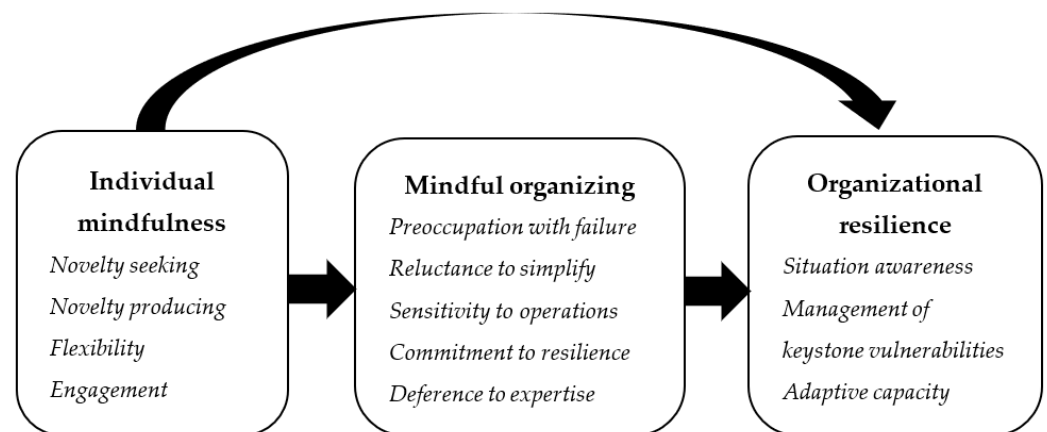 Individual
mindfulness
Novelty seeking
Novelty producing
Flexibility
Engagement
Mindful organizing
Preoccupation with failure
Reluctance to simplify
Sensitivity to operations
Commitment to resilience
Deference to expertise
Organizational
resilience
Situation awareness
Management of
keystone vulnerabilities
Adaptive capacity